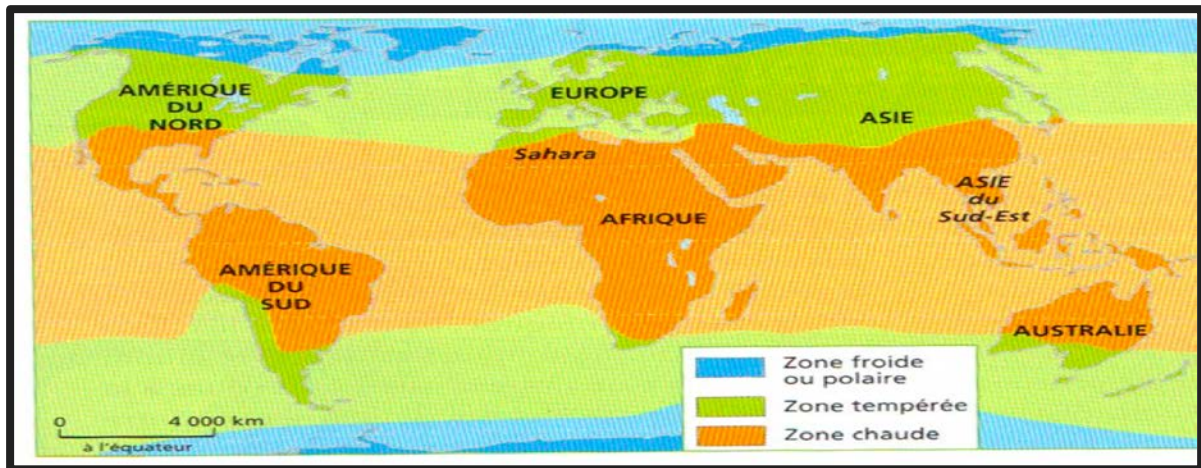 AMÉRIQUE
DU
NORD
EUROPE
ASIE
Sahara
ASIE
du
Sud-Est
AFRIQUE
AMÉRIQUE
DU
SUD
AUSTRALIE
Zone froide
ou polaire
Zone tempérée
Zone chaude
0 4 000 km
à l'équateur